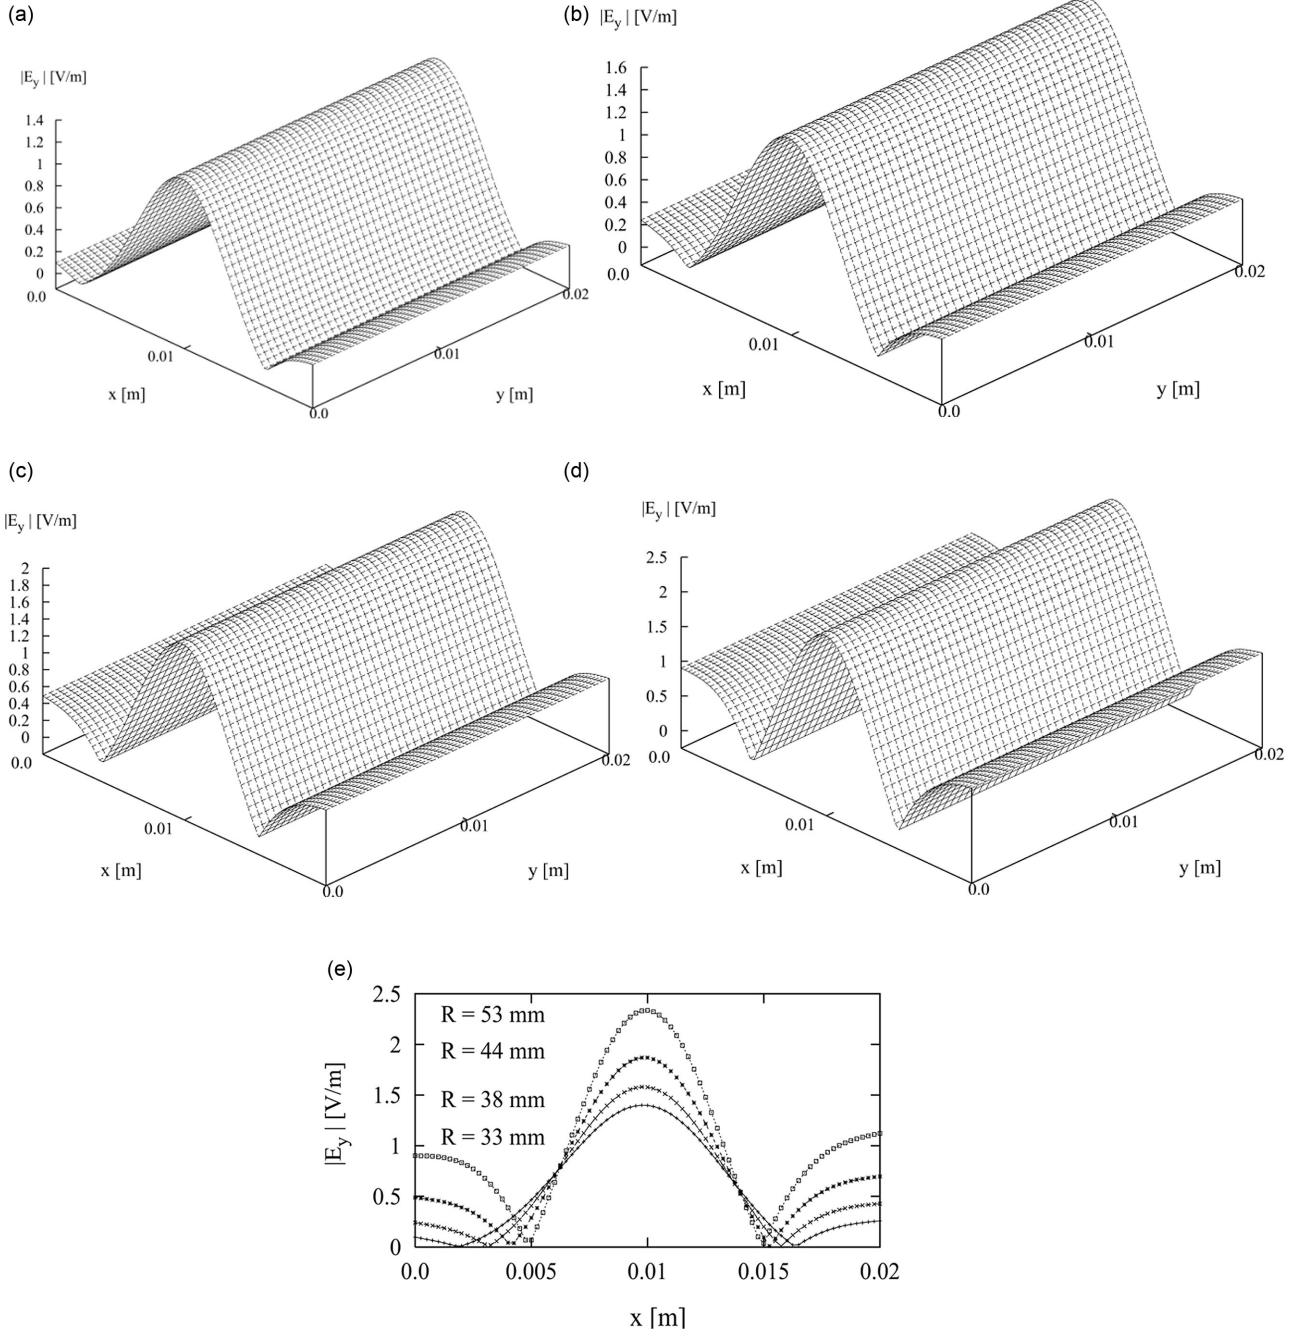 (a)
|Ey| [V/m]
1.4
1.2
1
0.8
0.6
0.4
0.2
0
0.0
0.01
x [m]
0.0
0.01
y [m]
0.02
(b)
|Ey| [V/m]
1.6
1.4
1.2
1
0.8
0.6
0.4
0.2
0
0.0
0.01
x [m]
0.0
0.01
y [m]
0.02
(c)
|Ey| [V/m]
2
1.8
1.6
1.4
1.2
1
0.8
0.6
0.4
0.2
0
0.0
0.01
x [m]
0.0
0.01
y [m]
0.02
(d)
|Ey| [V/m]
2.5
2
1.5
1
0.5
0
0.0
0.01
x [m]
0.0
0.01
y [m]
0.02
(e)
|Ey| [V/m]
2.5
2
1.5
1
0.5
0
R = 53 mm
R = 44 mm
R = 38 mm
R = 33 mm
0.0 0.005 0.01 0.015 0.02
x [m]